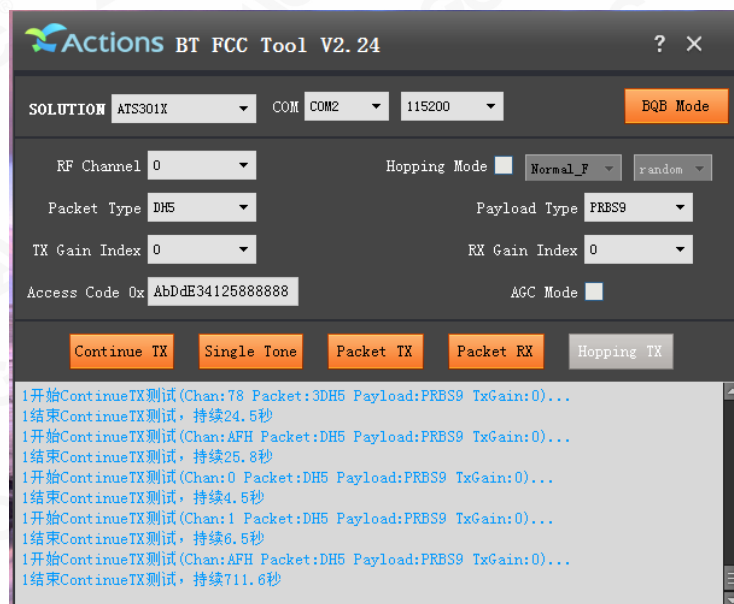 Actions BT FCC Tool V2.24 ? ×
SOLUTION ATS301X COM COM2 115200 BQB Mode
RF Channel 0 Hopping Mode Normal_F random
Packet Type DH5 Payload Type PRBS9
TX Gain Index 0 RX Gain Index 0
Access Code 0x AbDdE34125888888 AGC Mode
Continue TX Single Tone Packet TX Packet RX Hopping TX
1开始ContinueTX测试(Chan:78 Packet:3DH5 Payload:PRBS9 TxGain:0)...
1结束ContinueTX测试，持续24.5秒
1开始ContinueTX测试(Chan:AFH Packet:DH5 Payload:PRBS9 TxGain:0)...
1结束ContinueTX测试，持续25.8秒
1开始ContinueTX测试(Chan:0 Packet:DH5 Payload:PRBS9 TxGain:0)...
1结束ContinueTX测试，持续4.5秒
1开始ContinueTX测试(Chan:1 Packet:DH5 Payload:PRBS9 TxGain:0)...
1结束ContinueTX测试，持续6.5秒
1开始ContinueTX测试(Chan:AFH Packet:DH5 Payload:PRBS9 TxGain:0)...
1结束ContinueTX测试，持续711.6秒